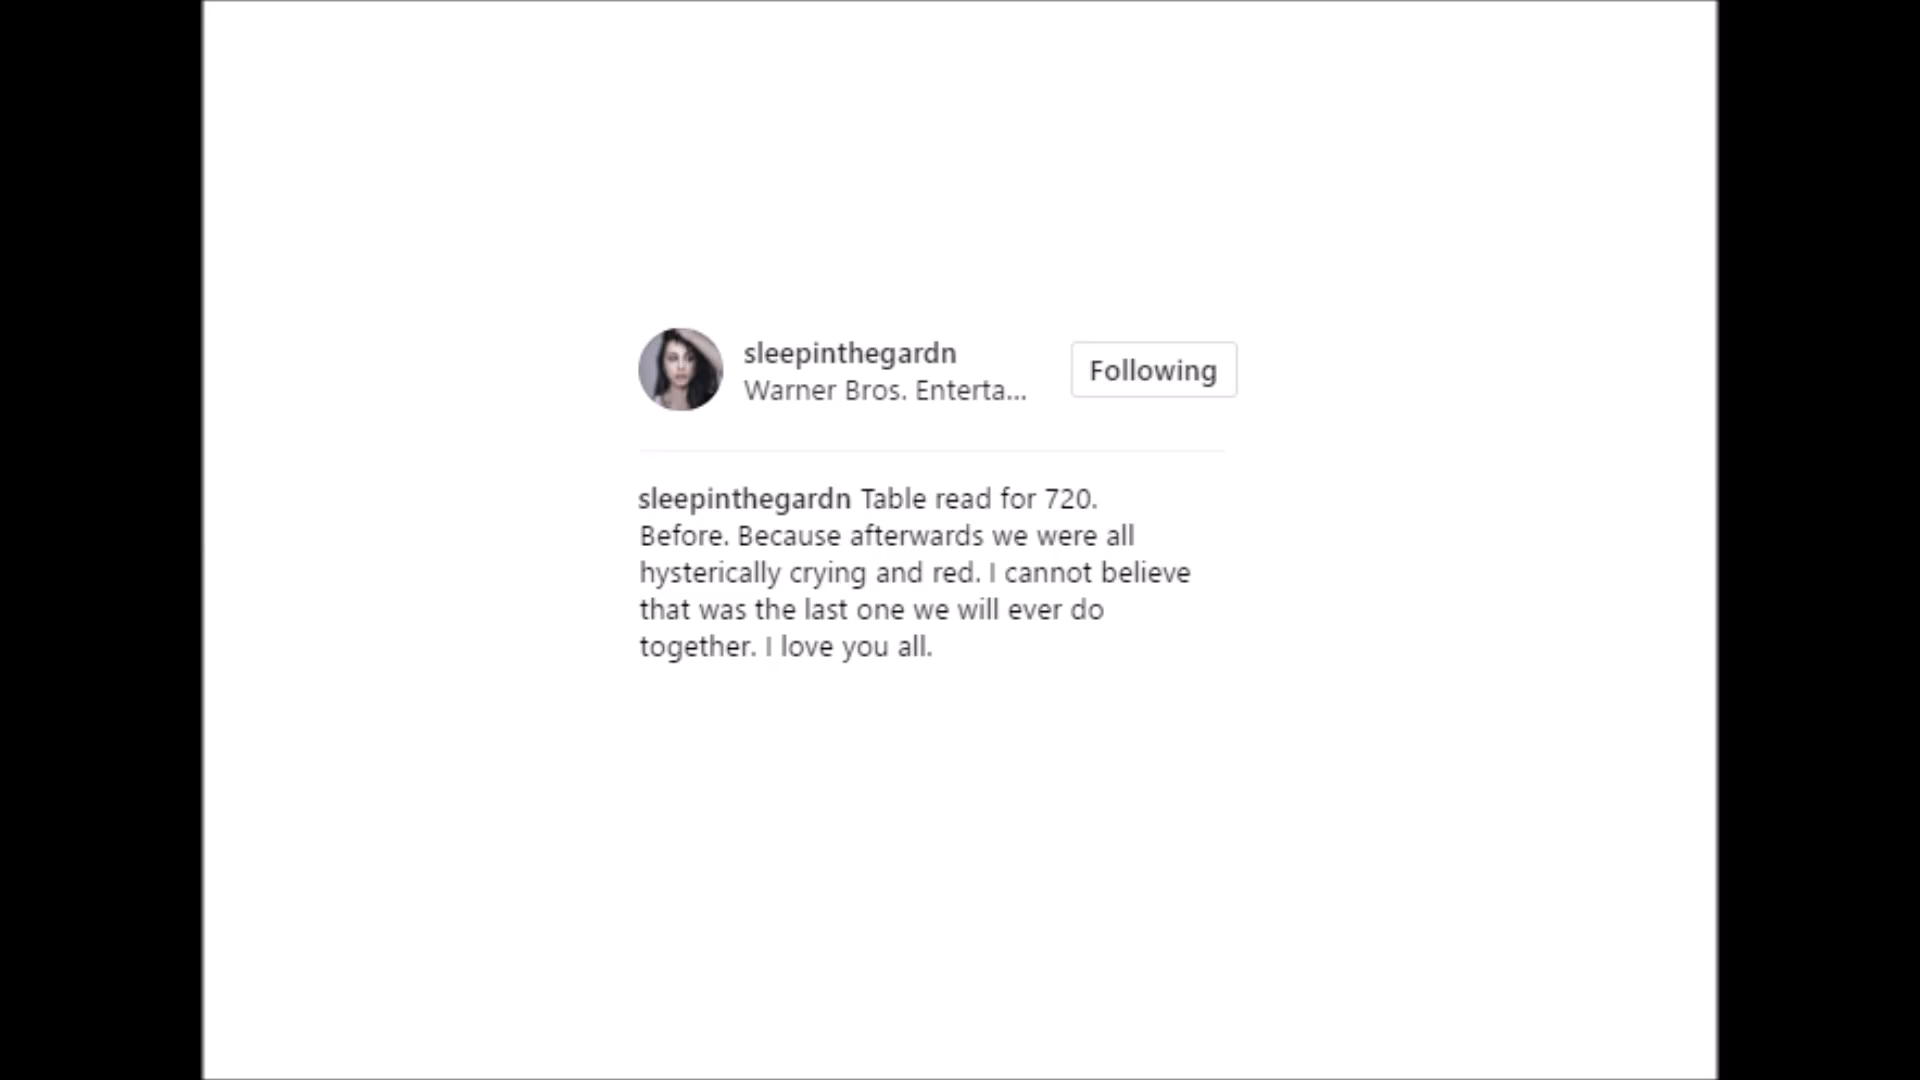 sleepinthegardn
Warner Bros. Enterta...
Following
sleepinthegardn Table read for 720.
Before. Because afterwards we were all
hysterically crying and red. I cannot believe
that was the last one we will ever do
together. I love you all.